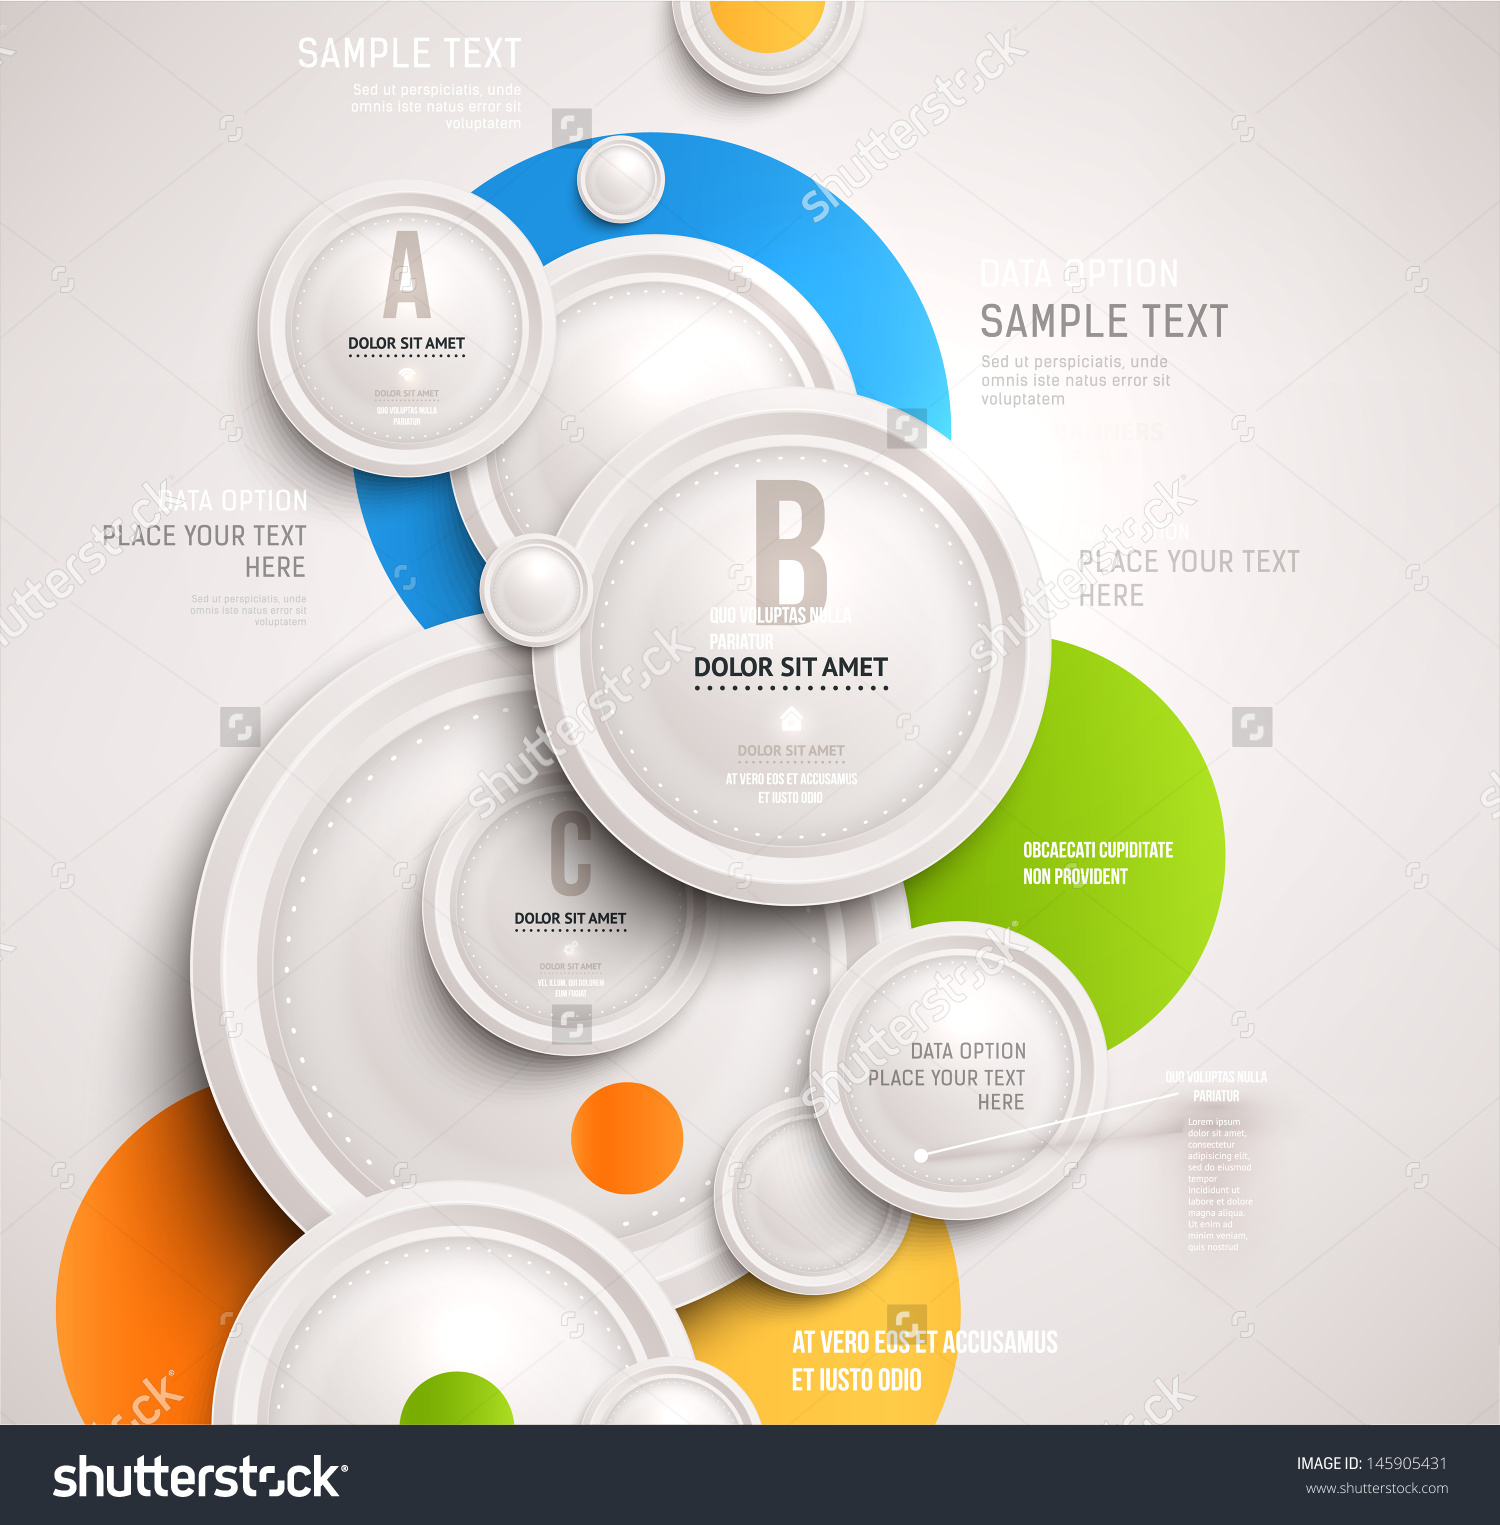 SAMPLE TEXT
Sed ut perspiciatis, unde
omnis iste natus error sit
voluptatem
A
DOLOR SIT AMET
DOLOR SIT AMET
QUO VOLUPTAS NULLA
PARIATUR
DATA OPTION
SAMPLE TEXT
Sed ut perspiciatis, unde
omnis iste natus error sit
voluptatem
DATA OPTION
PLACE YOUR TEXT
HERE
Sed ut perspiciatis, unde
omnis iste natus error sit
voluptatem
PLACE YOUR TEXT
HERE
B
QUO VOLUPTAS NULLA
PARIATUR
DOLOR SIT AMET
DOLOR SIT AMET
AT VERO EOS ET ACCUSAMUS
ET IUSTO ODIO
C
DOLOR SIT AMET
DOLOR SIT AMET
VEL ILLUM, QUI DOLOREM
EUM FUGIAT
OBCAECATI CUPIDITATE
NON PROVIDENT
DATA OPTION
PLACE YOUR TEXT
HERE
QUO VOLUPTAS NULLA
PARIATUR
Lorem ipsum
dolor sit amet,
consectetur
adipisicing elit,
sed do eiusmod
tempor
incididunt ut
labore et dolore
magna aliqua.
Ut enim ad
minim veniam,
quis nostrud
AT VERO EOS ET ACCUSAMUS
ET IUSTO ODIO
shutterstock
shutterstock
shutterstock
shutterstock
shutterstock
shutterstock®
IMAGE ID: 145905431
www.shutterstock.com